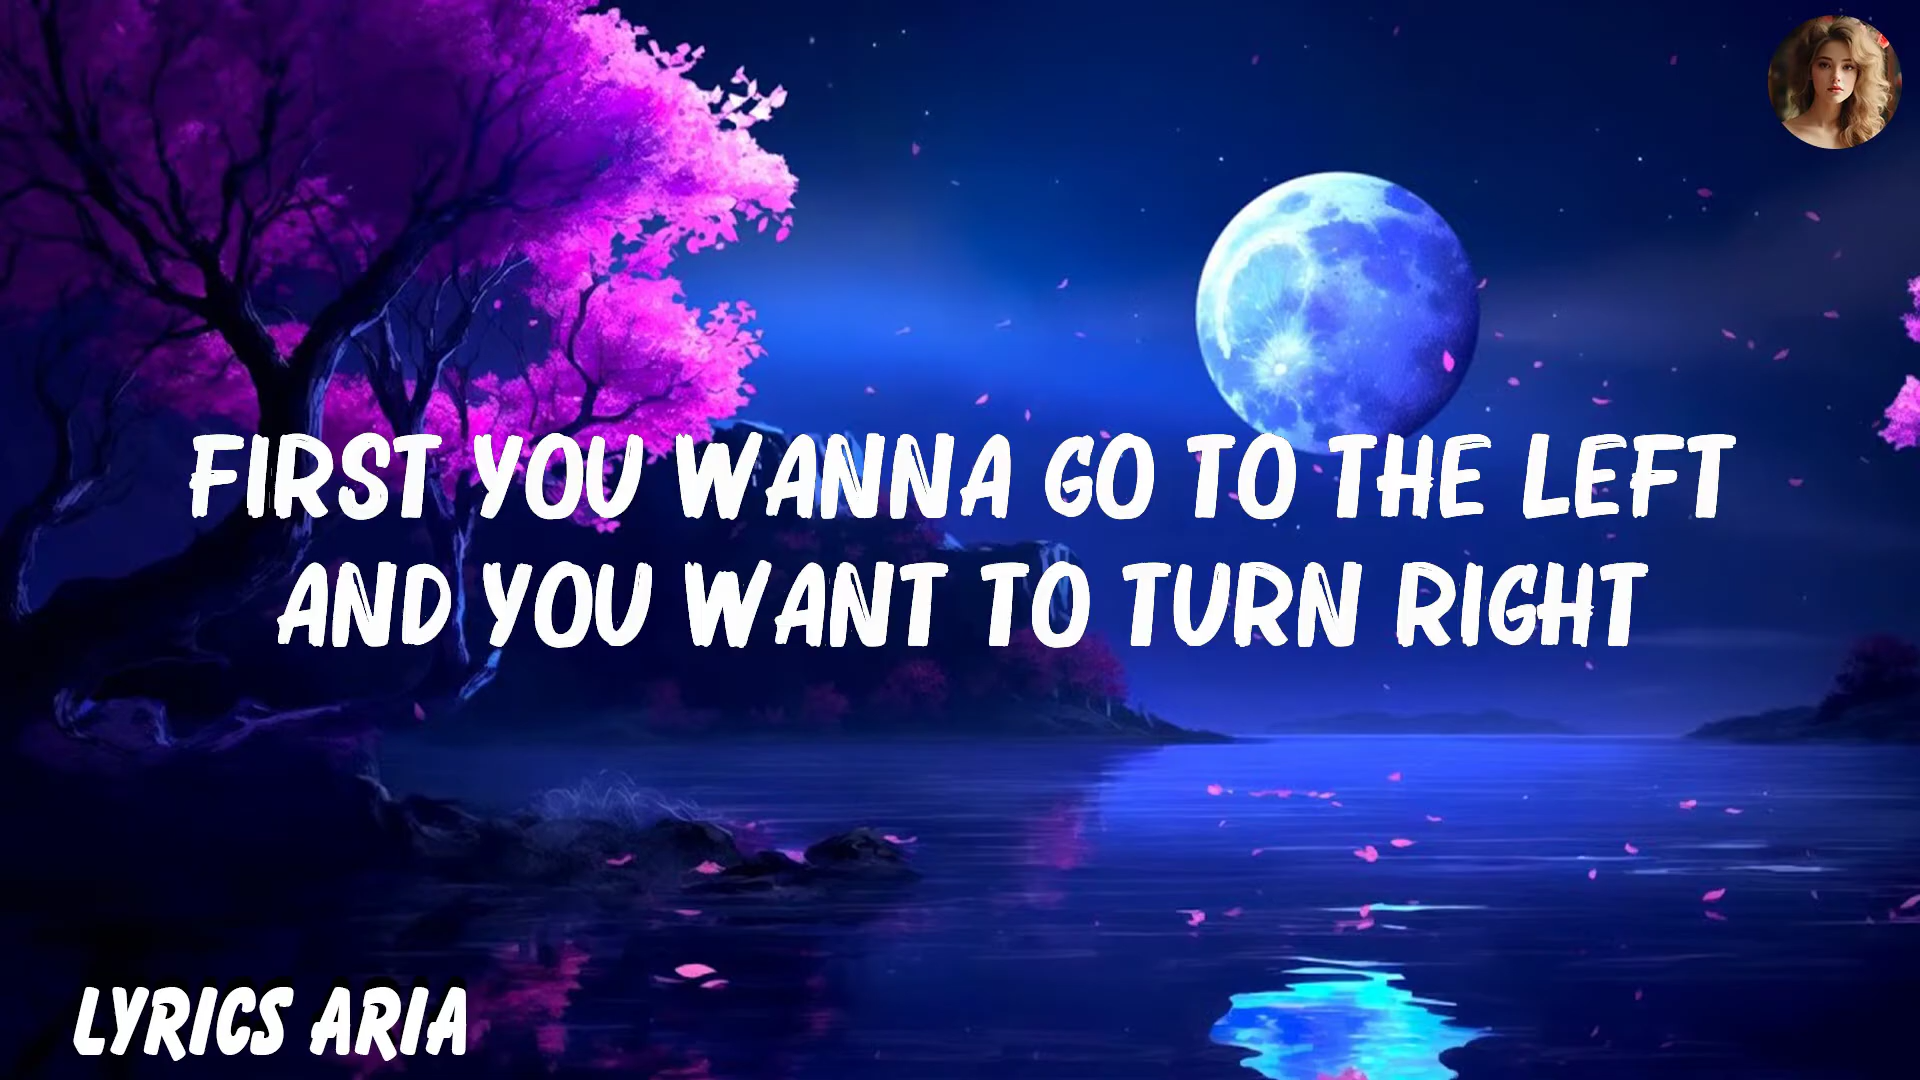 FIRST YOU WANNA GO TO THE LEFT
AND YOU WANT TO TURN RIGHT
LYRICS ARIA